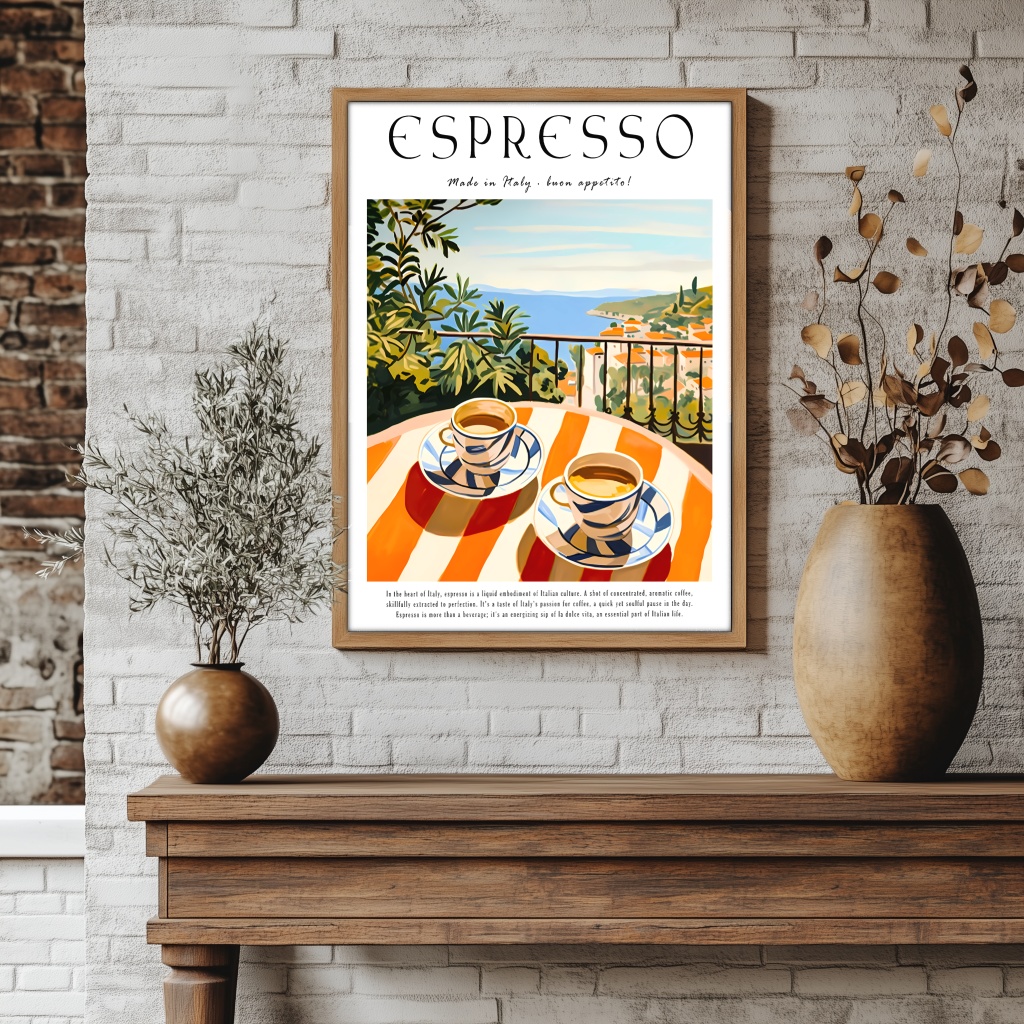 ESPRESSO
Made in Italy . buon appetito!
In the heart of Italy, espresso is a liquid embodiment of Italian culture. A shot of concentrated, aromatic coffee,
skillfully extracted to perfection. It's a taste of Italy's passion for coffee, a quick yet soulful pause in the day.
Espresso is more than a beverage; it's an energizing sip of la dolce vita, an essential part of Italian life.